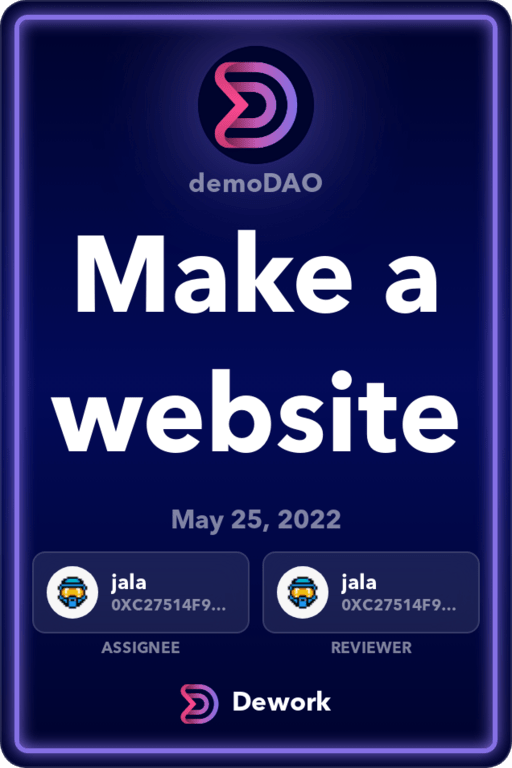 demoDAO
Make a
website
May 25, 2022
jala
0XC27514F9...
ASSIGNEE
jala
0XC27514F9...
REVIEWER
Dework